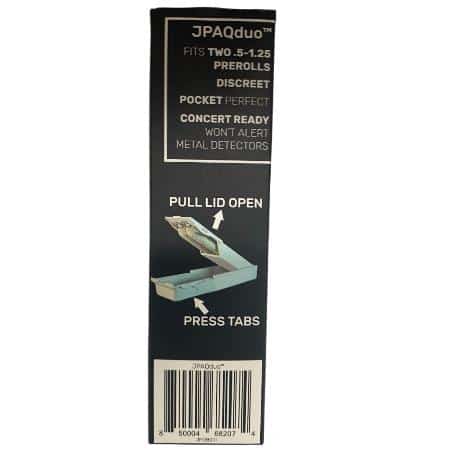 JPAQduo™
FITS TWO .5-1.25
PREROLLS
DISCREET
POCKET PERFECT
CONCERT READY
WON'T ALERT
METAL DETECTORS
PULL LID OPEN
PRESS TABS
JPAQduo™
8 50004 68207 4